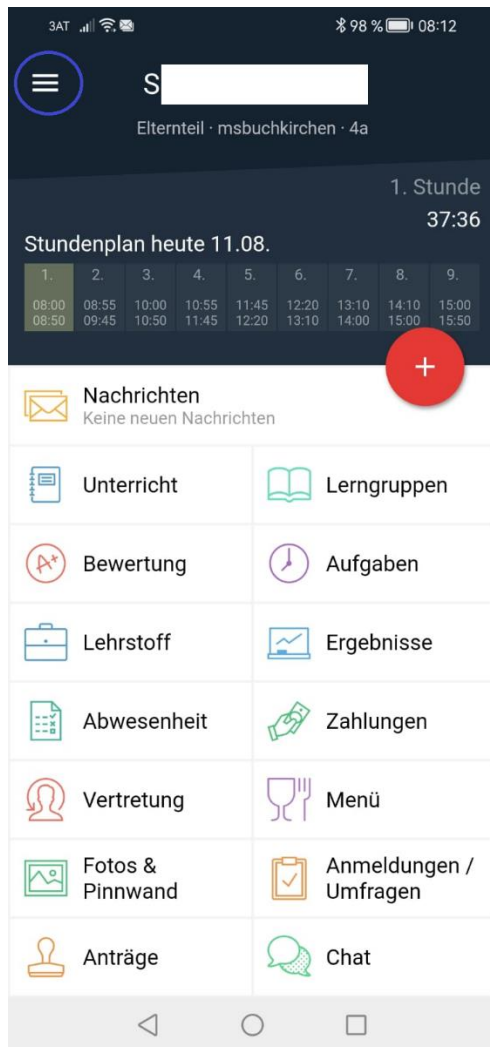 3AT 98 % 08:12
S
Elternteil · msbuchkirchen · 4a
1. Stunde
37:36
Stundenplan heute 11.08.
1. 2. 3. 4. 5. 6. 7. 8. 9.
08:00 08:55 10:00 10:55 11:45 12:20 13:10 14:10 15:00
08:50 09:45 10:50 11:45 12:20 13:10 14:00 15:00 15:50
+
Nachrichten
Keine neuen Nachrichten
Unterricht
Lerngruppen
A+
Bewertung
Aufgaben
Lehrstoff
Ergebnisse
Abwesenheit
Zahlungen
Vertretung
Menü
Fotos &
Pinnwand
Anmeldungen /
Umfragen
Anträge
Chat